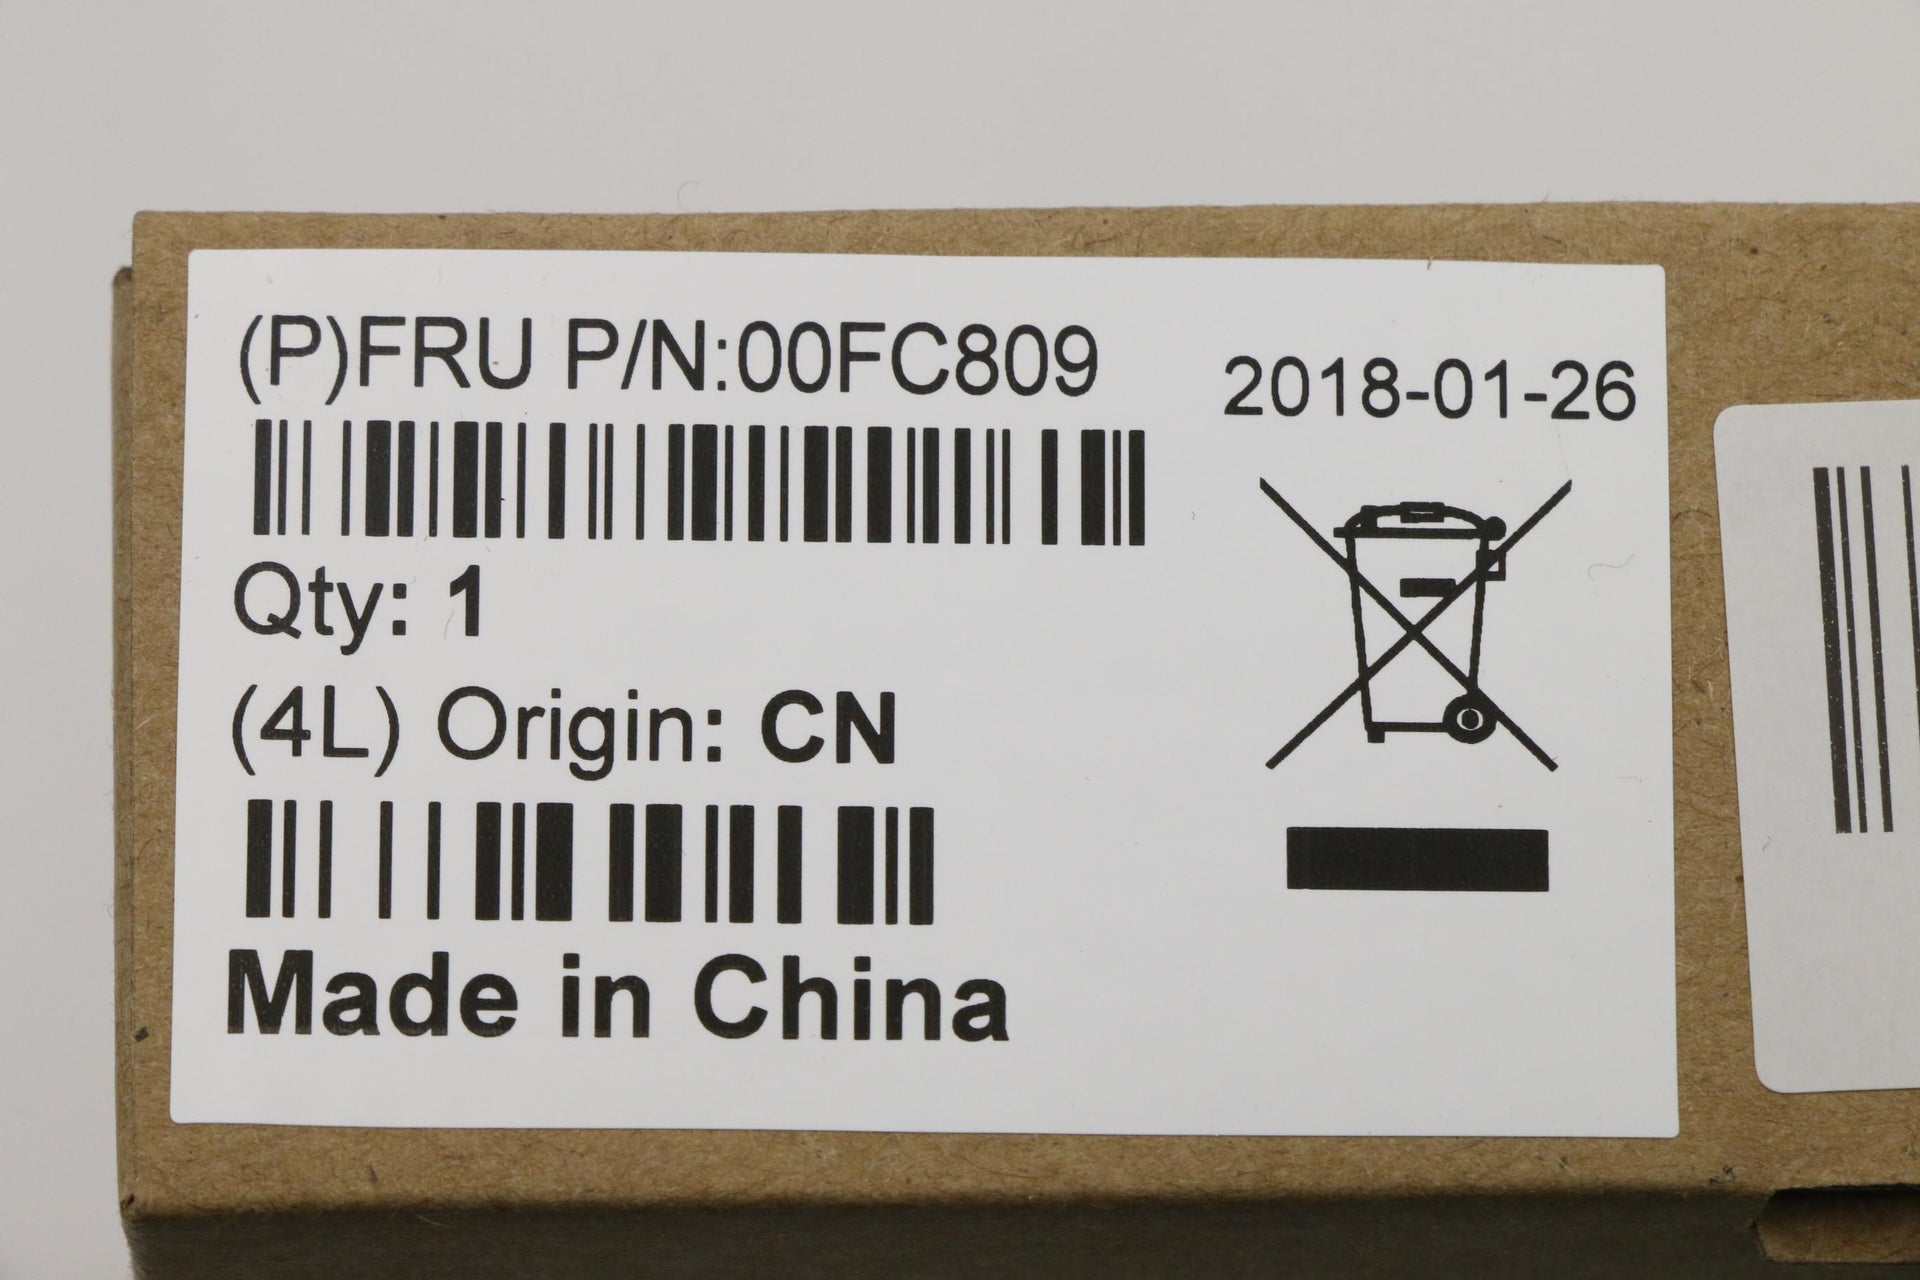 (P)FRU P/N:00FC809
2018-01-26
Qty: 1
(4L) Origin: CN
Made in China